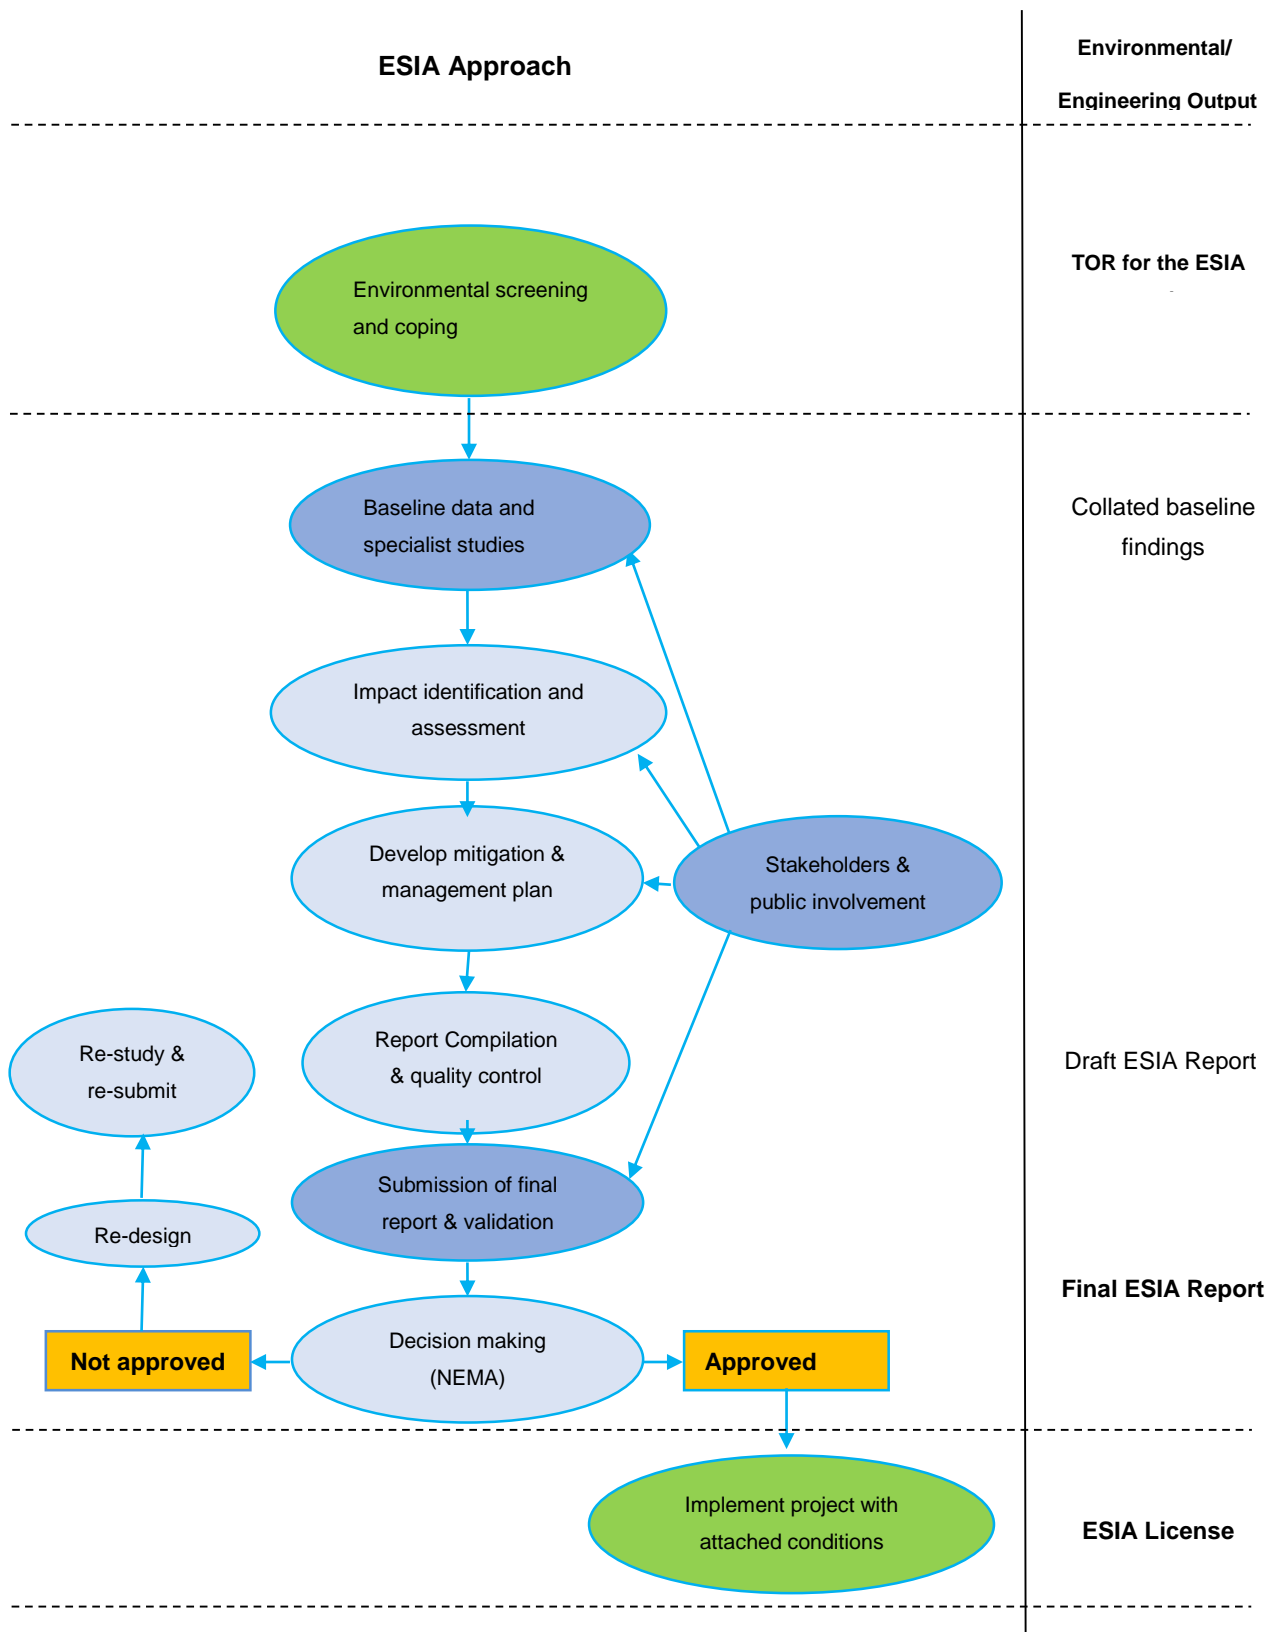 ESIA Approach
Environmental/
Engineering Output
TOR for the ESIA
Environmental screening
and coping
Baseline data and
specialist studies
Collated baseline
findings
Impact identification and
assessment
Develop mitigation &
management plan
Stakeholders &
public involvement
Report Compilation
& quality control
Draft ESIA Report
Re-study &
re-submit
Submission of final
report & validation
Re-design
Final ESIA Report
Not approved
Decision making
(NEMA)
Approved
Implement project with
attached conditions
ESIA License